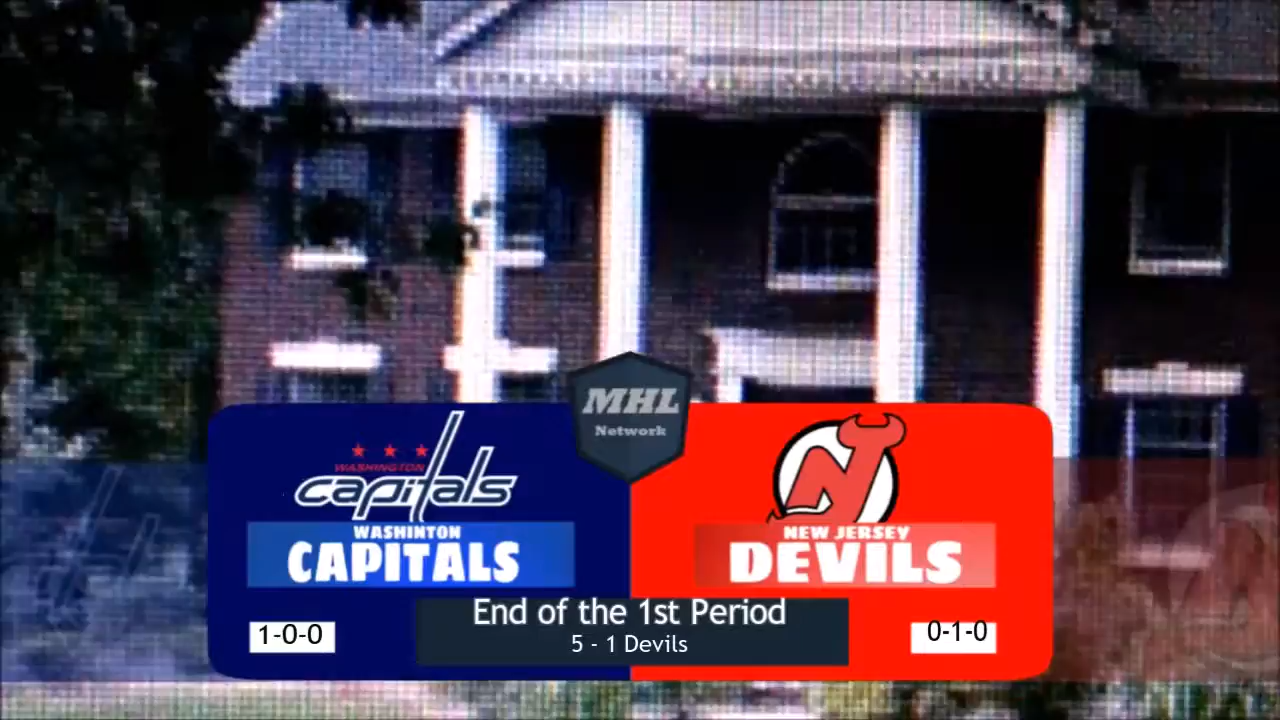 MHL
Network
WASHINGTON
capitals
WASHINTON
CAPITALS
NJ
NEW JERSEY
DEVILS
End of the 1st Period
5 - 1 Devils
1-0-0
0-1-0